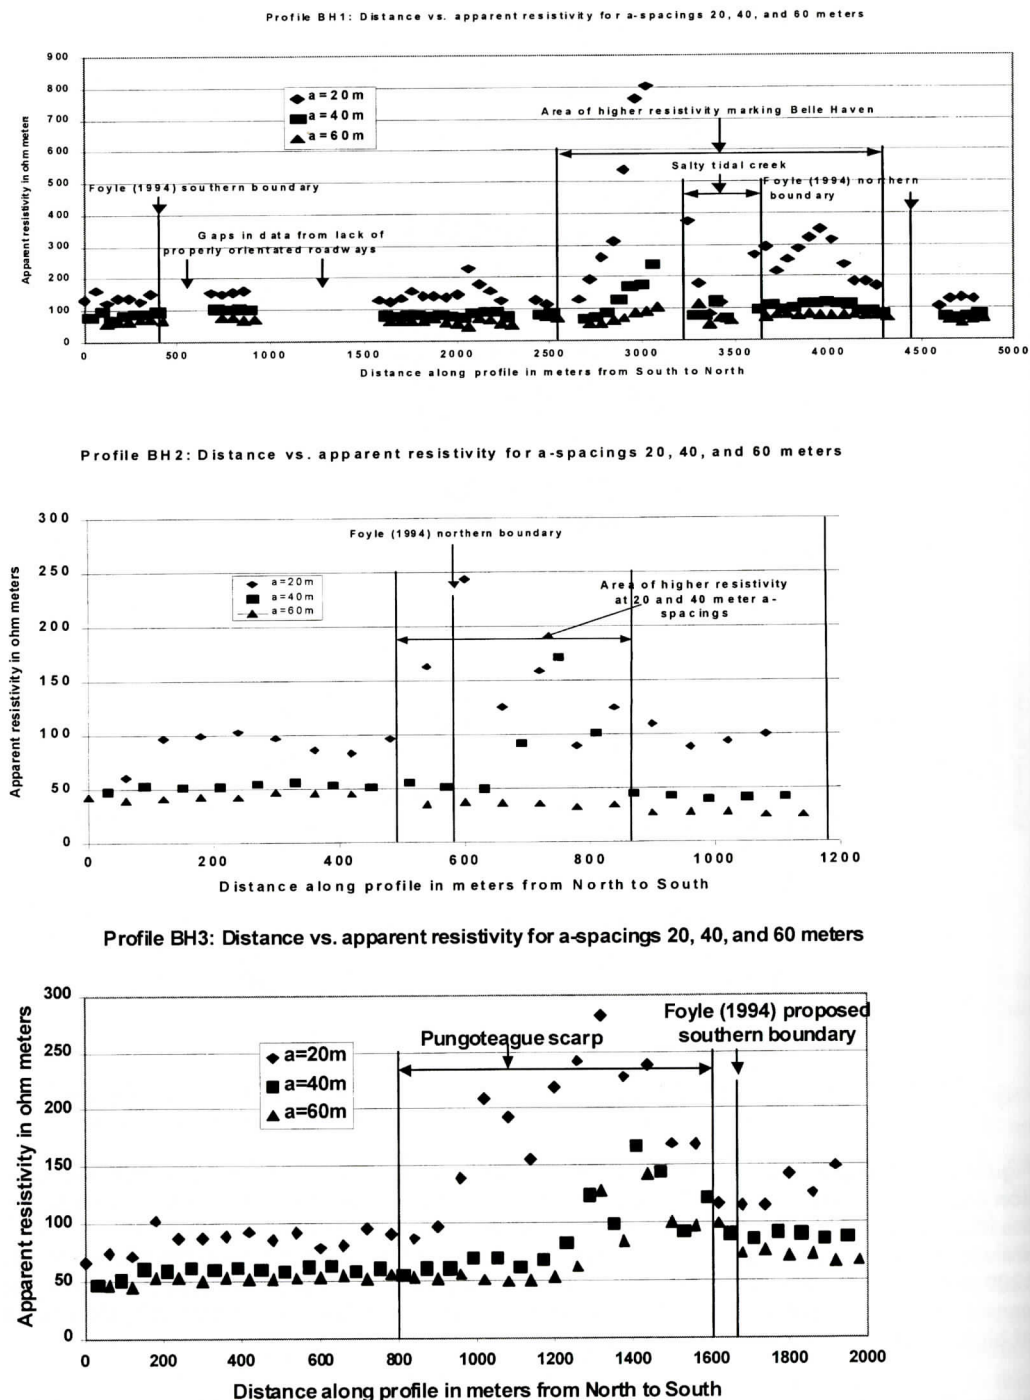 Profile BH1: Distance vs. apparent resistivity for a-spacings 20, 40, and 60 meters
Apparent resistivity in ohm meters
900
800
700
600
500
400
300
200
100
0
a=20m
a=40m
a=60m
Area of higher resistivity marking Belle Haven
Salty tidal creek
Foyle (1994) southern boundary
Foyle (1994) northern
boundary
Gaps in data from lack of
properly orientated roadways
0 500 1000 1500 2000 2500 3000 3500 4000 4500 5000
Distance along profile in meters from South to North
Profile BH2: Distance vs. apparent resistivity for a-spacings 20, 40, and 60 meters
Apparent resistivity in ohm meters
300
250
200
150
100
50
0
Foyle (1994) northern boundary
a=20m
a=40m
a=60m
Area of higher resistivity
at 20 and 40 meter a-
spacings
0 200 400 600 800 1000 1200
Distance along profile in meters from North to South
Profile BH3: Distance vs. apparent resistivity for a-spacings 20, 40, and 60 meters
Apparent resistivity in ohm meters
300
250
200
150
100
50
0
a=20m
a=40m
a=60m
Pungoteague scarp
Foyle (1994) proposed
southern boundary
0 200 400 600 800 1000 1200 1400 1600 1800 2000
Distance along profile in meters from North to South